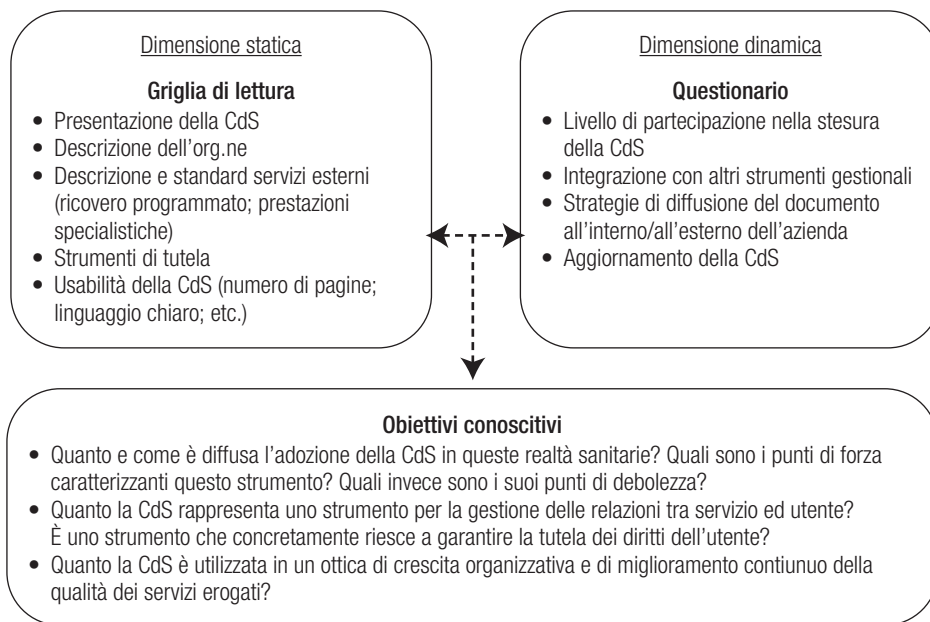 Dimensione statica
Griglia di lettura
• Presentazione della CdS
• Descrizione dell'org.ne
• Descrizione e standard servizi esterni
(ricovero programmato; prestazioni
specialistiche)
• Strumenti di tutela
• Usabilità della CdS (numero di pagine;
linguaggio chiaro; etc.)
Dimensione dinamica
Questionario
• Livello di partecipazione nella stesura
della CdS
• Integrazione con altri strumenti gestionali
• Strategie di diffusione del documento
all'interno/all'esterno dell'azienda
• Aggiornamento della CdS
Obiettivi conoscitivi
• Quanto e come è diffusa l'adozione della CdS in queste realtà sanitarie? Quali sono i punti di forza
caratterizzanti questo strumento? Quali invece sono i suoi punti di debolezza?
• Quanto la CdS rappresenta uno strumento per la gestione delle relazioni tra servizio ed utente?
È uno strumento che concretamente riesce a garantire la tutela dei diritti dell'utente?
• Quanto la CdS è utilizzata in un ottica di crescita organizzativa e di miglioramento contiunuo della
qualità dei servizi erogati?